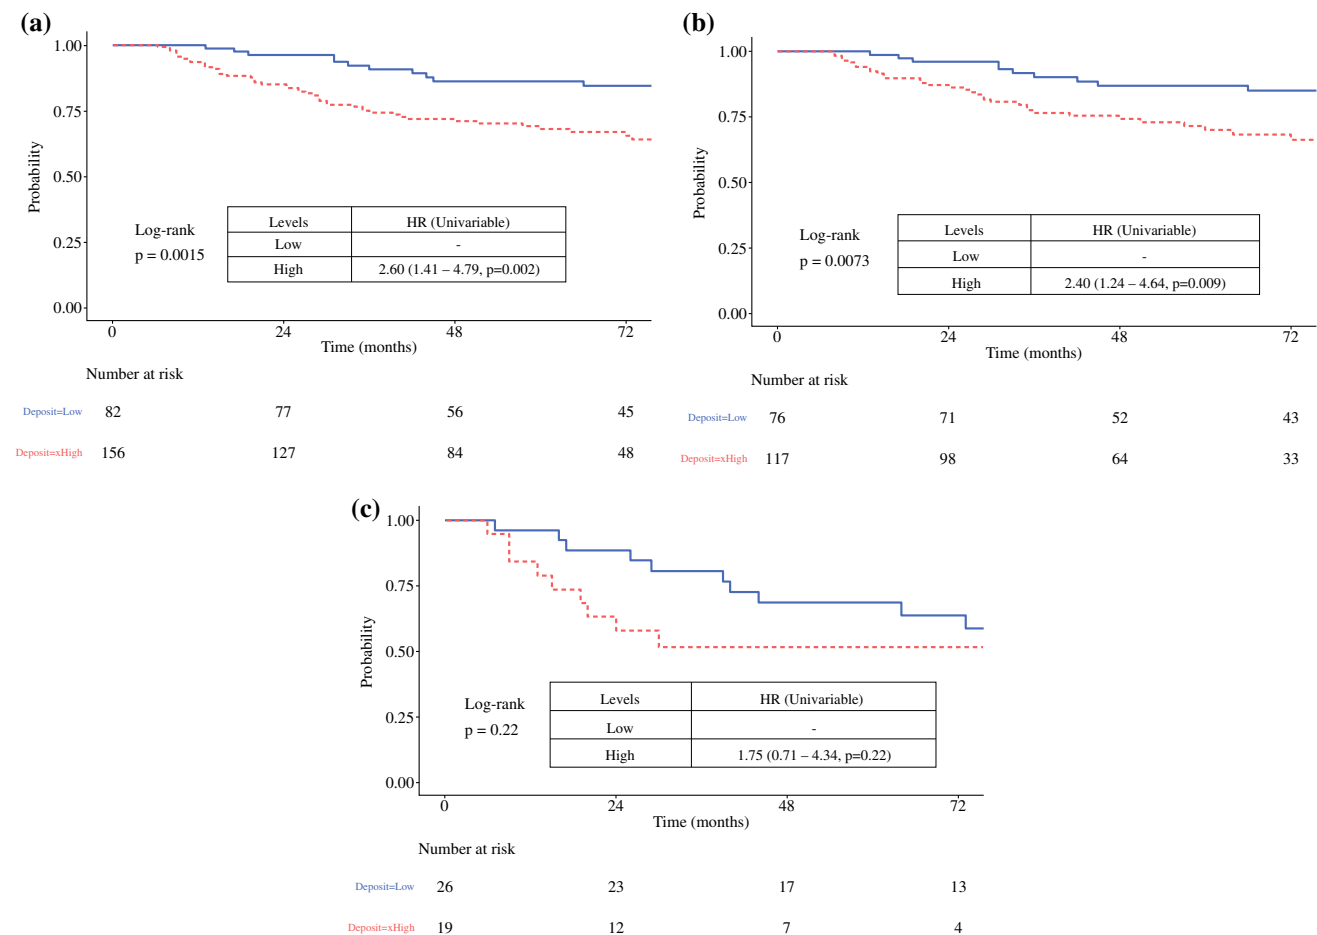 (a)
1.00
0.75
0.50
0.25
0.00
Probability
Log-rank
p = 0.0015
Levels HR (Univariable)
Low -
High 2.60 (1.41 – 4.79, p=0.002)
0 24 48 72
Time (months)
Number at risk
Deposit=Low 82 77 56 45
Deposit=xHigh 156 127 84 48
(b)
1.00
0.75
0.50
0.25
0.00
Probability
Log-rank
p = 0.0073
Levels HR (Univariable)
Low -
High 2.40 (1.24 – 4.64, p=0.009)
0 24 48 72
Time (months)
Number at risk
Deposit=Low 76 71 52 43
Deposit=xHigh 117 98 64 33
(c)
1.00
0.75
0.50
0.25
0.00
Probability
Log-rank
p = 0.22
Levels HR (Univariable)
Low -
High 1.75 (0.71 – 4.34, p=0.22)
0 24 48 72
Time (months)
Number at risk
Deposit=Low 26 23 17 13
Deposit=xHigh 19 12 7 4